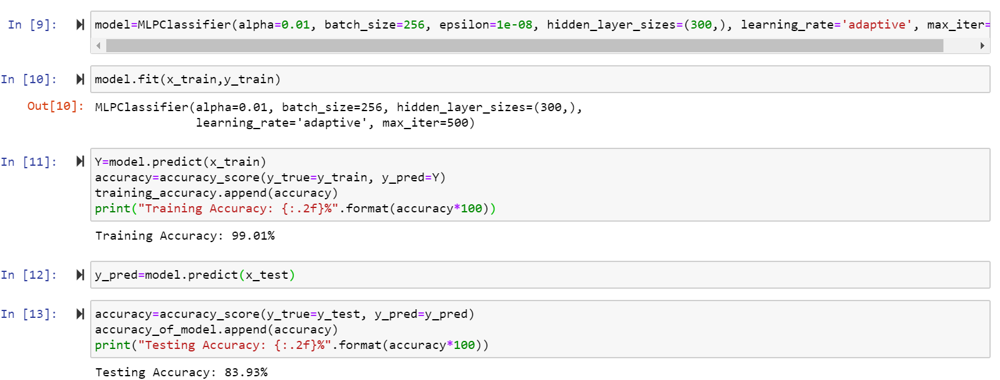 In [9]: model=MLPClassifier(alpha=0.01, batch_size=256, epsilon=1e-08, hidden_layer_sizes=(300,), learning_rate='adaptive', max_iter=
In [10]: model.fit(x_train,y_train)
Out[10]: MLPClassifier(alpha=0.01, batch_size=256, hidden_layer_sizes=(300,),
learning_rate='adaptive', max_iter=500)
In [11]: Y=model.predict(x_train)
accuracy=accuracy_score(y_true=y_train, y_pred=Y)
training_accuracy.append(accuracy)
print("Training Accuracy: {:.2f}%".format(accuracy*100))
Training Accuracy: 99.01%
In [12]: y_pred=model.predict(x_test)
In [13]: accuracy=accuracy_score(y_true=y_test, y_pred=y_pred)
accuracy_of_model.append(accuracy)
print("Testing Accuracy: {:.2f}%".format(accuracy*100))
Testing Accuracy: 83.93%